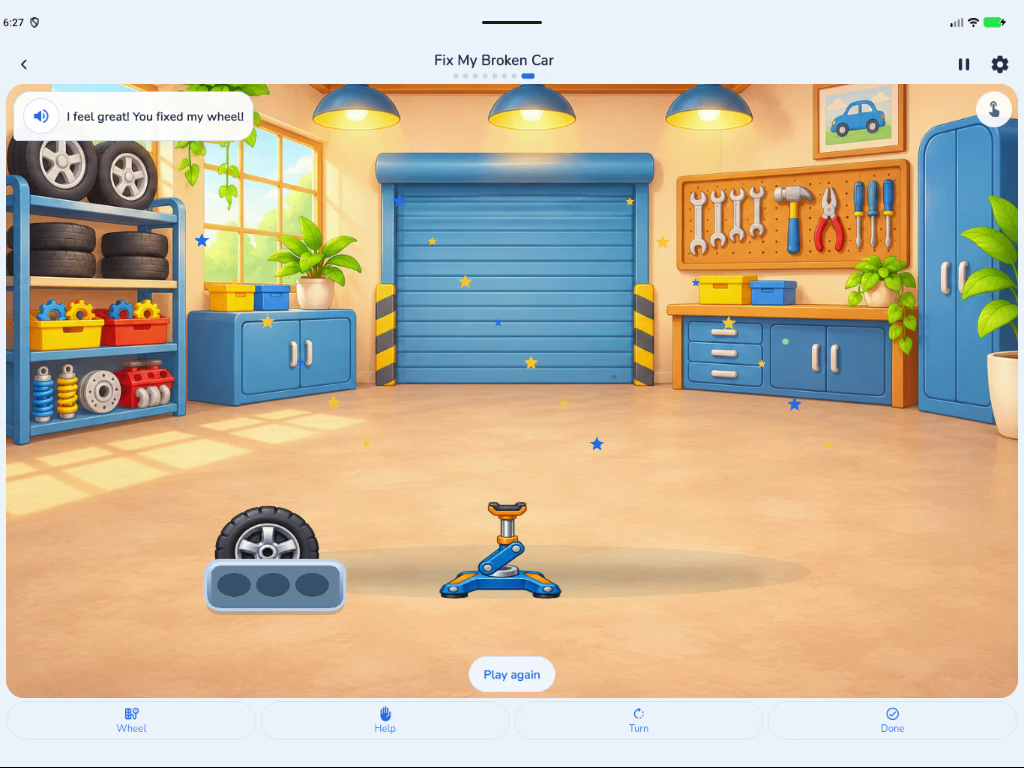 6:27
Fix My Broken Car
I feel great! You fixed my wheel!
Play again
Wheel
Help
Turn
Done